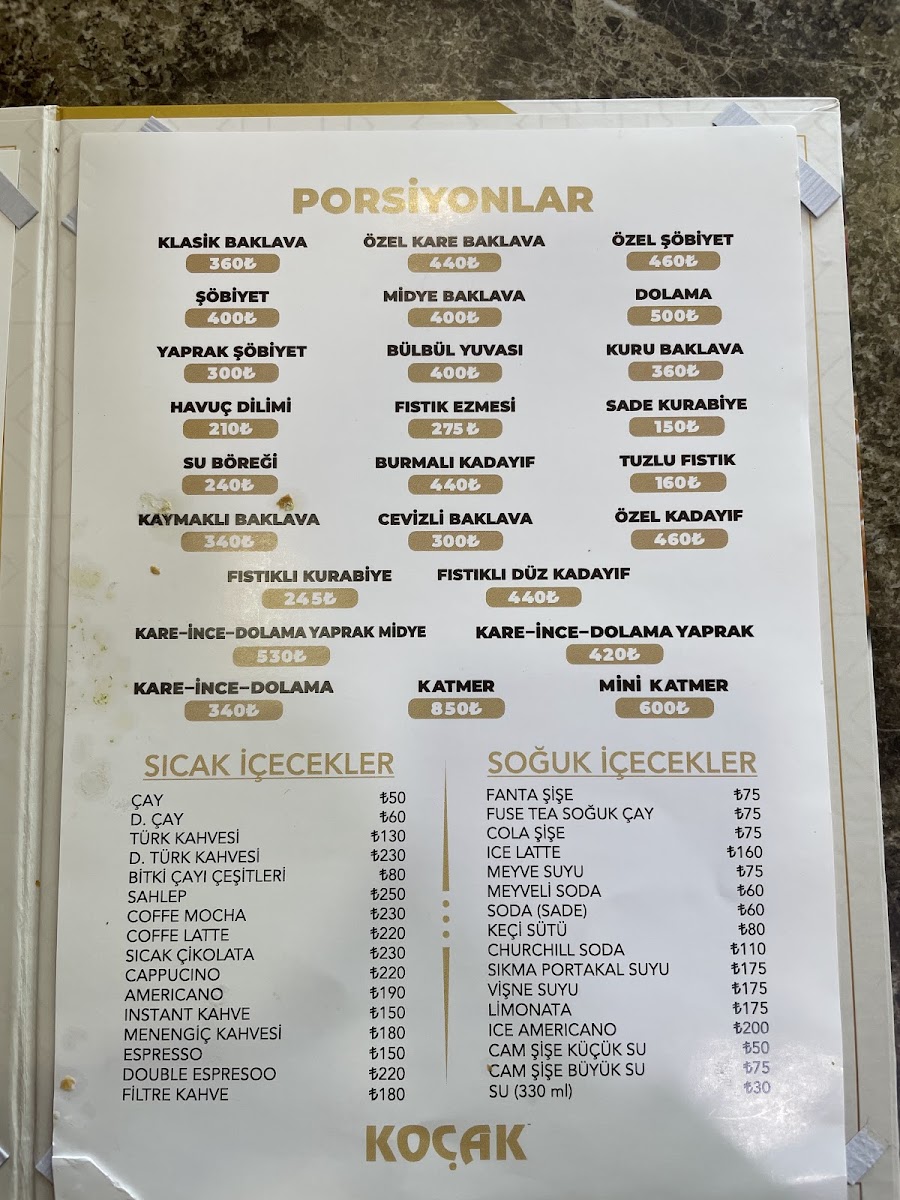 PORSİYONLAR
KLASİK BAKLAVA ÖZEL KARE BAKLAVA ÖZEL ŞÖBİYET
360₺ 440₺ 460₺
ŞÖBİYET MİDYE BAKLAVA DOLAMA
400₺ 400₺ 500₺
YAPRAK ŞÖBİYET BÜLBÜL YUVASI KURU BAKLAVA
300₺ 400₺ 360₺
HAVUÇ DİLİMİ FISTIK EZMESİ SADE KURABİYE
210₺ 275₺ 150₺
SU BÖREĞİ BURMALI KADAYIF TUZLU FISTIK
240₺ 440₺ 160₺
KAYMAKLI BAKLAVA CEVİZLİ BAKLAVA ÖZEL KADAYIF
340₺ 300₺ 460₺
FISTIKLI KURABİYE FISTIKLI DÜZ KADAYIF
245₺ 440₺
KARE-İNCE-DOLAMA YAPRAK MİDYE KARE-İNCE-DOLAMA YAPRAK
530₺ 420₺
KARE-İNCE-DOLAMA KATMER MİNİ KATMER
340₺ 850₺ 600₺
SICAK İÇECEKLER
ÇAY ₺50
D. ÇAY ₺60
TÜRK KAHVESİ ₺130
D. TÜRK KAHVESİ ₺230
BİTKİ ÇAYI ÇEŞİTLERİ ₺80
SAHLEP ₺250
COFFE MOCHA ₺230
COFFE LATTE ₺220
SICAK ÇİKOLATA ₺230
CAPPUCINO ₺220
AMERICANO ₺190
INSTANT KAHVE ₺150
MENENGİÇ KAHVESİ ₺180
ESPRESSO ₺150
DOUBLE ESPRESOO ₺220
FİLTRE KAHVE ₺180
SOĞUK İÇECEKLER
FANTA ŞİŞE ₺75
FUSE TEA SOĞUK ÇAY ₺75
COLA ŞİŞE ₺75
ICE LATTE ₺160
MEYVE SUYU ₺75
MEYVELİ SODA ₺60
SODA (SADE) ₺60
KEÇİ SÜTÜ ₺80
CHURCHILL SODA ₺110
SIKMA PORTAKAL SUYU ₺175
VİŞNE SUYU ₺175
LİMONATA ₺175
ICE AMERICANO ₺200
CAM ŞİŞE KÜÇÜK SU ₺50
CAM ŞİŞE BÜYÜK SU ₺75
SU (330 ml) ₺30
KOÇAK